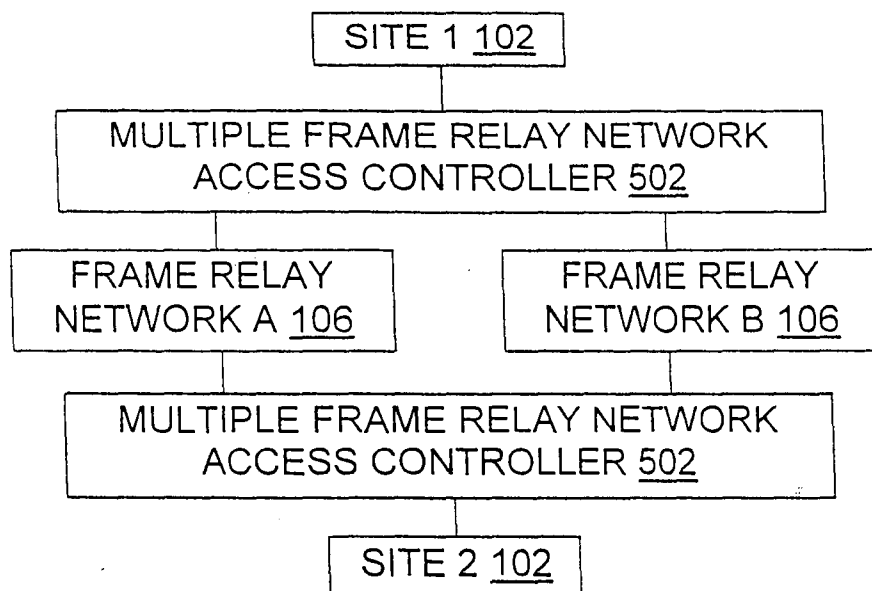 SITE 1 102
MULTIPLE FRAME RELAY NETWORK
ACCESS CONTROLLER 502
FRAME RELAY
NETWORK A 106
FRAME RELAY
NETWORK B 106
MULTIPLE FRAME RELAY NETWORK
ACCESS CONTROLLER 502
SITE 2 102